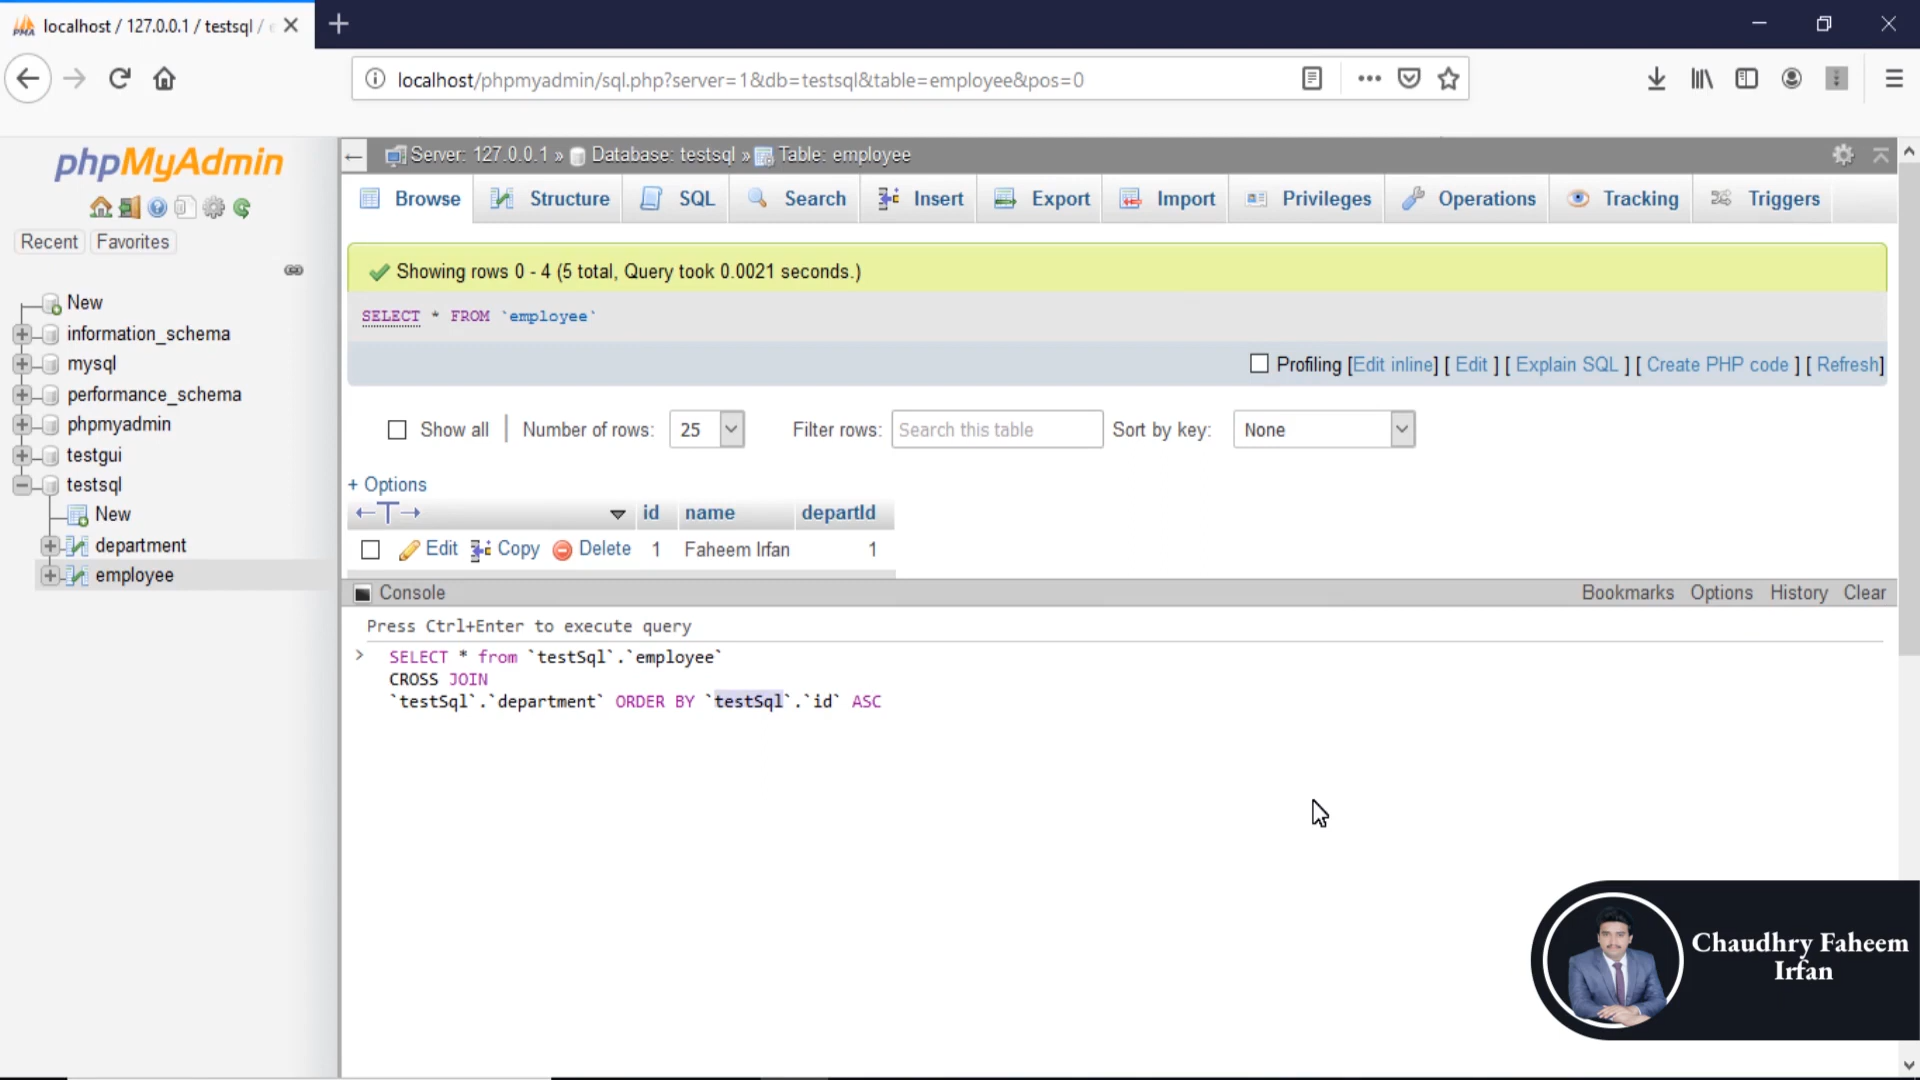 localhost / 127.0.0.1 / testsql /
localhost/phpmyadmin/sql.php?server=1&db=testsql&table=employee&pos=0
phpMyAdmin
Recent Favorites
New
information_schema
mysql
performance_schema
phpmyadmin
testgui
testsql
New
department
employee
Server: 127.0.0.1 » Database: testsql » Table: employee
Browse Structure SQL Search Insert Export Import Privileges Operations Tracking Triggers
Showing rows 0 - 4 (5 total, Query took 0.0021 seconds.)
SELECT * FROM `employee`
Profiling [Edit inline] [ Edit ] [ Explain SQL ] [ Create PHP code ] [ Refresh]
Show all Number of rows: 25 Filter rows: Search this table Sort by key: None
+ Options
←T→ id name departId
Edit Copy Delete 1 Faheem Irfan 1
Console Bookmarks Options History Clear
Press Ctrl+Enter to execute query
> SELECT * from `testSql`.`employee`
CROSS JOIN
`testSql`.`department` ORDER BY `testSql`.`id` ASC
Chaudhry Faheem
Irfan